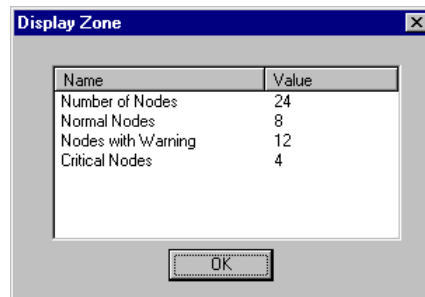 Display Zone
Name Value
Number of Nodes 24
Normal Nodes 8
Nodes with Warning 12
Critical Nodes 4
OK